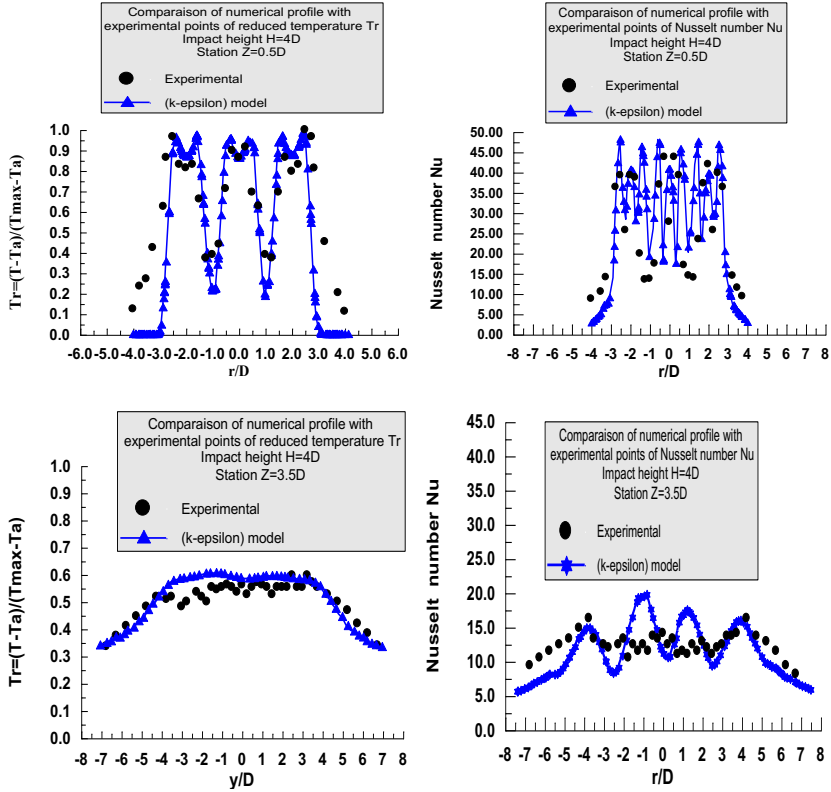 Comparaison of numerical profile with
experimental points of reduced temperature Tr
Impact height H=4D
Station Z=0.5D
Experimental
(k-epsilon) model
Tr=(T-Ta)/(Tmax-Ta)
1.0
0.9
0.8
0.7
0.6
0.5
0.4
0.3
0.2
0.1
0.0
-6.0 -5.0 -4.0 -3.0 -2.0 -1.0 0.0 1.0 2.0 3.0 4.0 5.0 6.0
r/D
Comparaison of numerical profile with
experimental points of Nusselt number Nu
Impact height H=4D
Station Z=0.5D
Experimental
(k-epsilon) model
Nusselt number Nu
50.00
45.00
40.00
35.00
30.00
25.00
20.00
15.00
10.00
5.00
0.00
-8 -7 -6 -5 -4 -3 -2 -1 0 1 2 3 4 5 6 7 8
r/D
Comparaison of numerical profile with
experimental points of reduced temperature Tr
Impact height H=4D
Station Z=3.5D
Experimental
(k-epsilon) model
Tr=(T-Ta)/(Tmax-Ta)
1.0
0.9
0.8
0.7
0.6
0.5
0.4
0.3
0.2
0.1
0.0
-8 -7 -6 -5 -4 -3 -2 -1 0 1 2 3 4 5 6 7 8
y/D
Comparaison of numerical profile with
experimental points of Nusselt number Nu
Impact height H=4D
Station Z=3.5D
Experimental
(k-epsilon) model
Nusselt number Nu
45.0
40.0
35.0
30.0
25.0
20.0
15.0
10.0
5.0
0.0
-8 -7 -6 -5 -4 -3 -2 -1 0 1 2 3 4 5 6 7 8
r/D